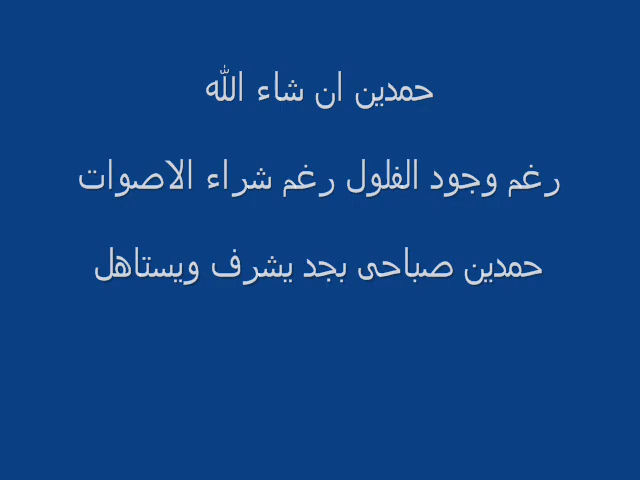 حمدين ان شاء الله
رغم وجود الفلول رغم شراء الاصوات
حمدين صباحى بجد يشرف ويستاهل